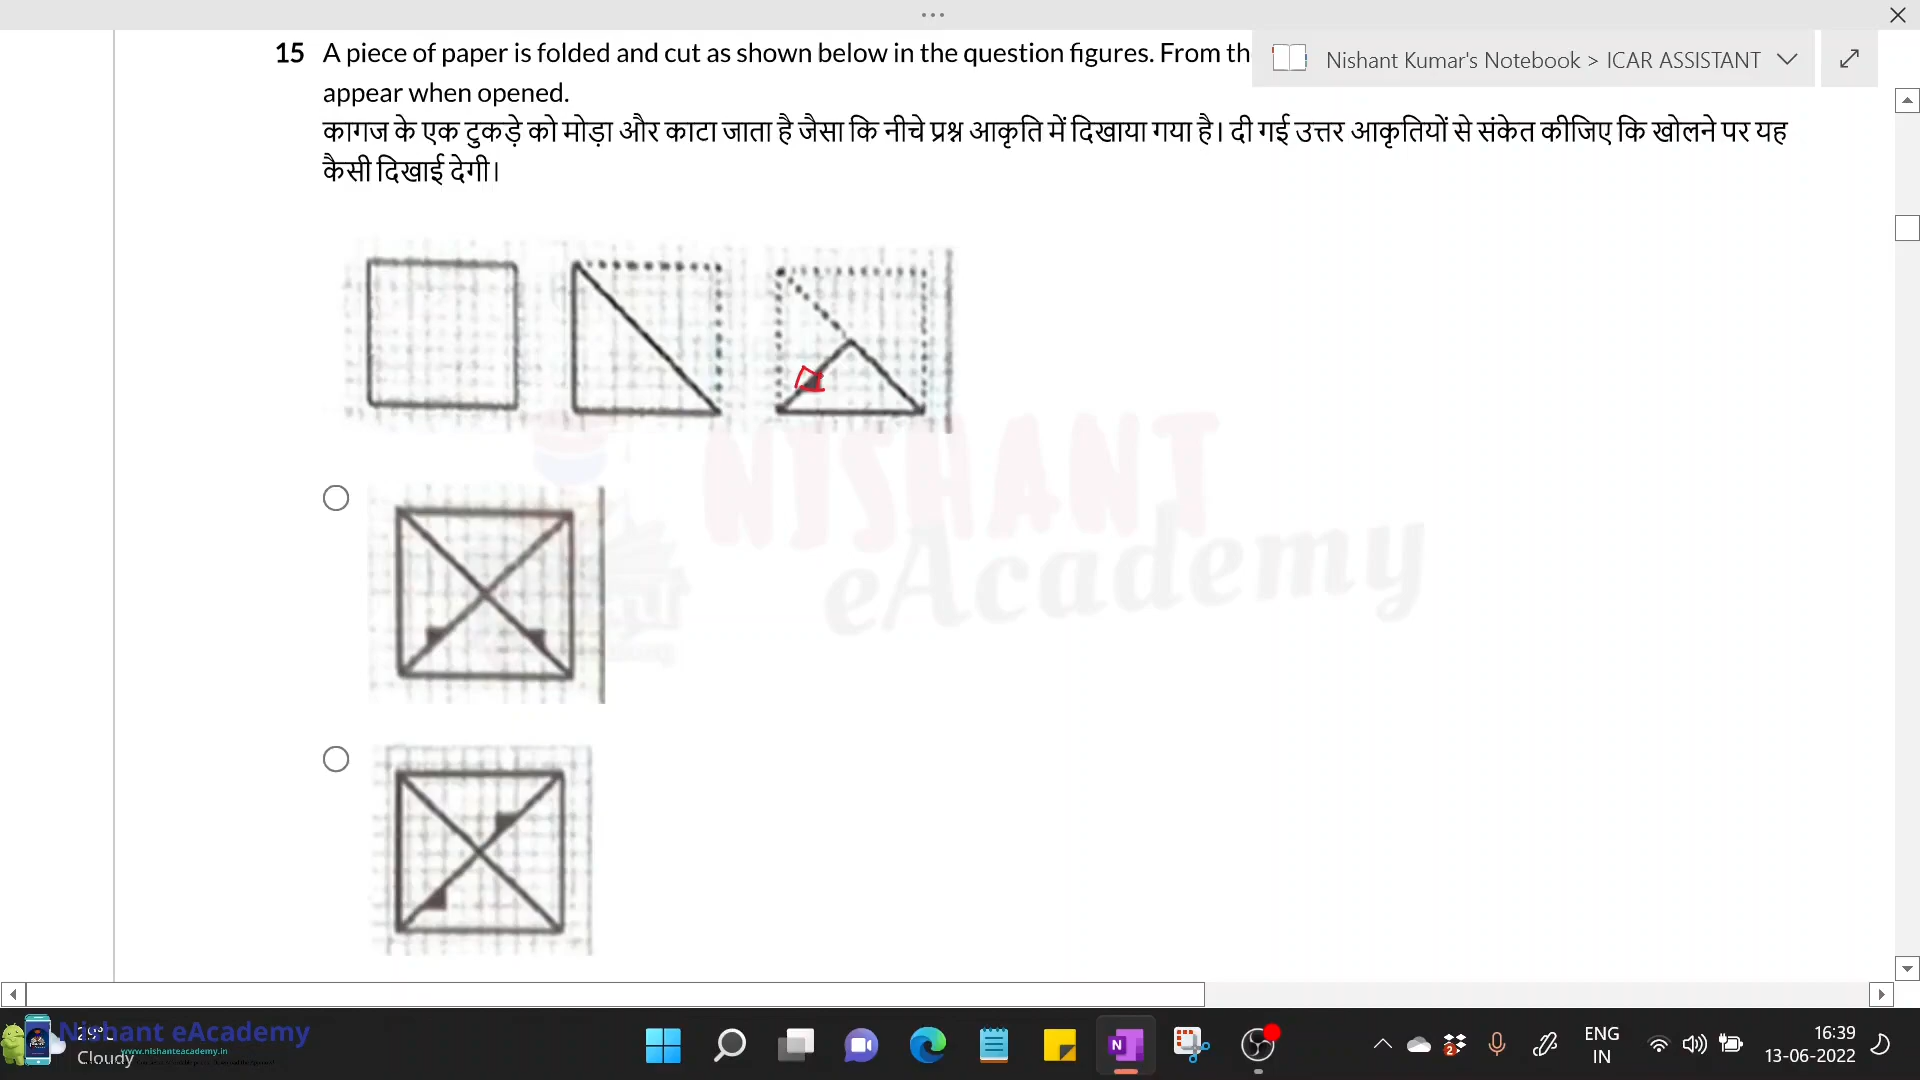 15 A piece of paper is folded and cut as shown below in the question figures. From th
Nishant Kumar's Notebook > ICAR ASSISTANT
appear when opened.
कागज के एक टुकड़े को मोड़ा और काटा जाता है जैसा कि नीचे प्रश्न आकृति में दिखाया गया है। दी गई उत्तर आकृतियों से संकेत कीजिए कि खोलने पर यह
कैसी दिखाई देगी।
NISHANT
eAcademy
Nishant eAcademy
www.nishanteacademy.in
Cloudy
N
2
ENG
IN
16:39
13-06-2022